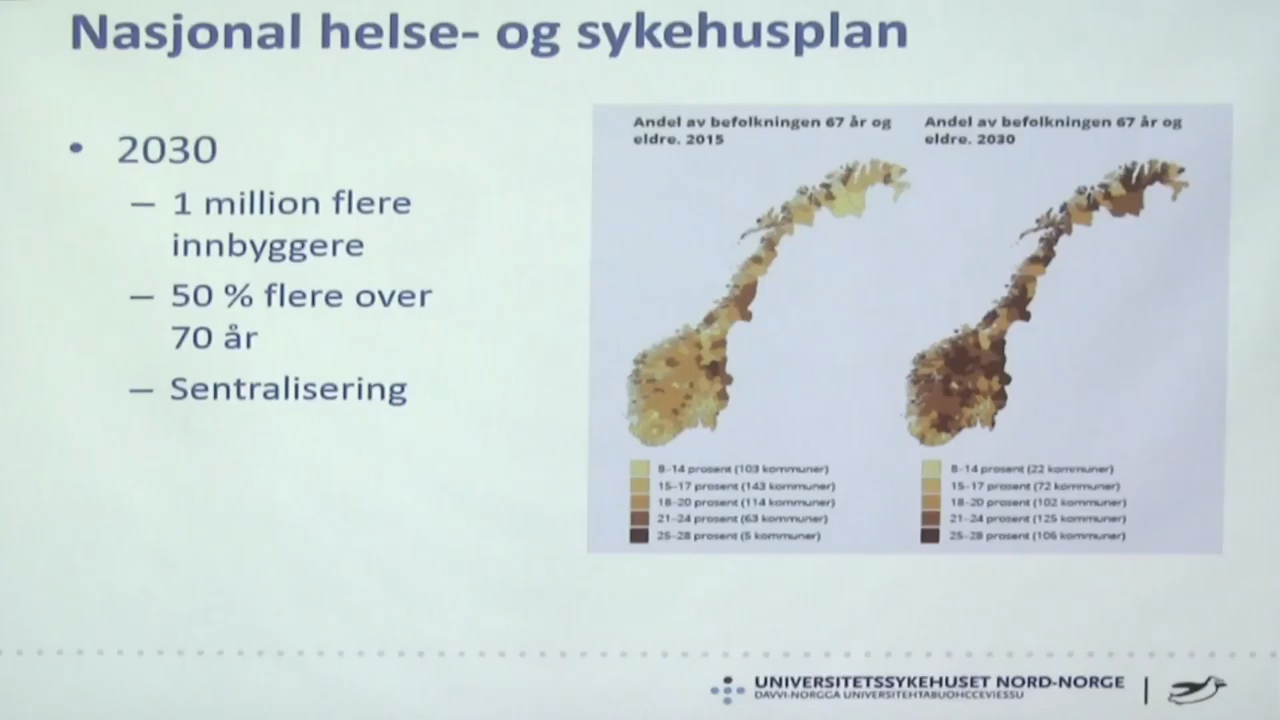 Nasjonal helse- og sykehusplan
• 2030
– 1 million flere
innbyggere
– 50 % flere over
70 år
– Sentralisering
Andel av befolkningen 67 år og
eldre. 2015
8–14 prosent (103 kommuner)
15–17 prosent (143 kommuner)
18–20 prosent (114 kommuner)
21–24 prosent (63 kommuner)
25–28 prosent (5 kommuner)
Andel av befolkningen 67 år og
eldre. 2030
8–14 prosent (22 kommuner)
15–17 prosent (72 kommuner)
18–20 prosent (102 kommuner)
21–24 prosent (125 kommuner)
25–28 prosent (106 kommuner)
UNIVERSITETSSYKEHUSET NORD-NORGE
DAVVI-NORGGA UNIVERSITEHTABUOHCCEVIESSU